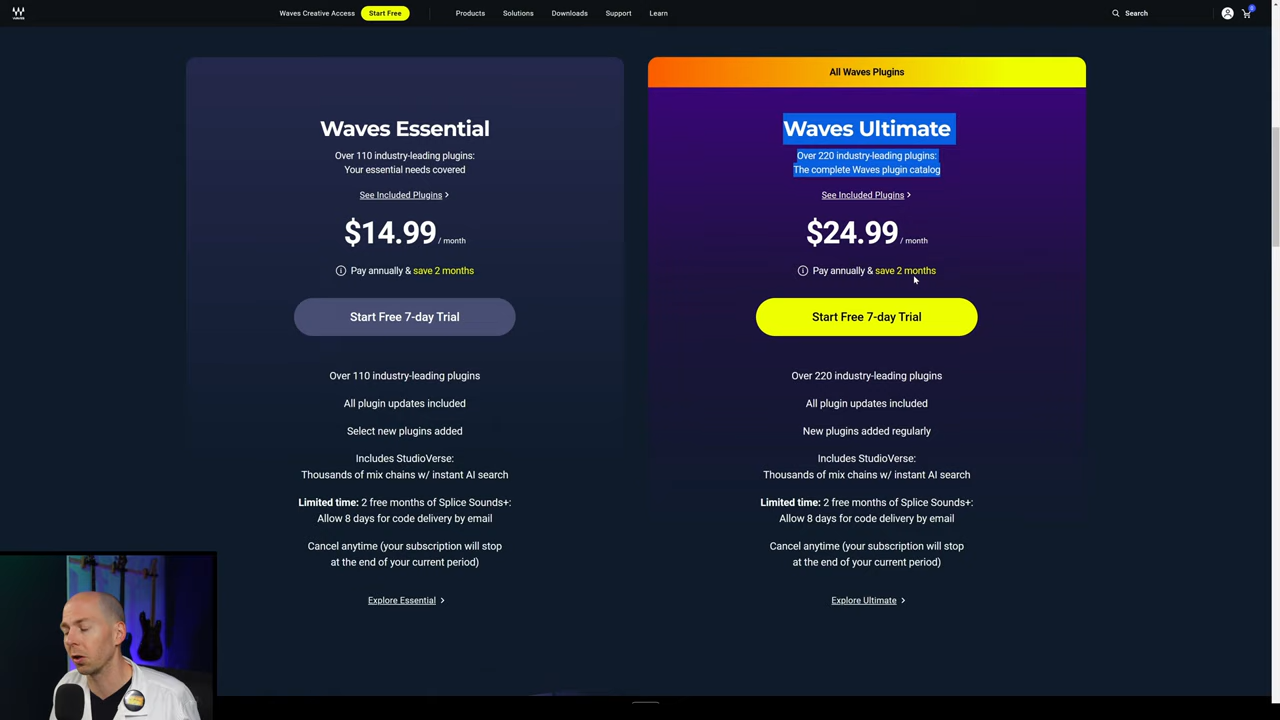 Waves Creative Access
Start Free
Products
Solutions
Downloads
Support
Learn
Search
Waves Essential
Over 110 industry-leading plugins:
Your essential needs covered
See Included Plugins >
$14.99 / month
Pay annually & save 2 months
Start Free 7-day Trial
Over 110 industry-leading plugins
All plugin updates included
Select new plugins added
Includes StudioVerse:
Thousands of mix chains w/ instant AI search
Limited time: 2 free months of Splice Sounds+:
Allow 8 days for code delivery by email
Cancel anytime (your subscription will stop
at the end of your current period)
Explore Essential >
All Waves Plugins
Waves Ultimate
Over 220 industry-leading plugins:
The complete Waves plugin catalog
See Included Plugins >
$24.99 / month
Pay annually & save 2 months
Start Free 7-day Trial
Over 220 industry-leading plugins
All plugin updates included
New plugins added regularly
Includes StudioVerse:
Thousands of mix chains w/ instant AI search
Limited time: 2 free months of Splice Sounds+:
Allow 8 days for code delivery by email
Cancel anytime (your subscription will stop
at the end of your current period)
Explore Ultimate >